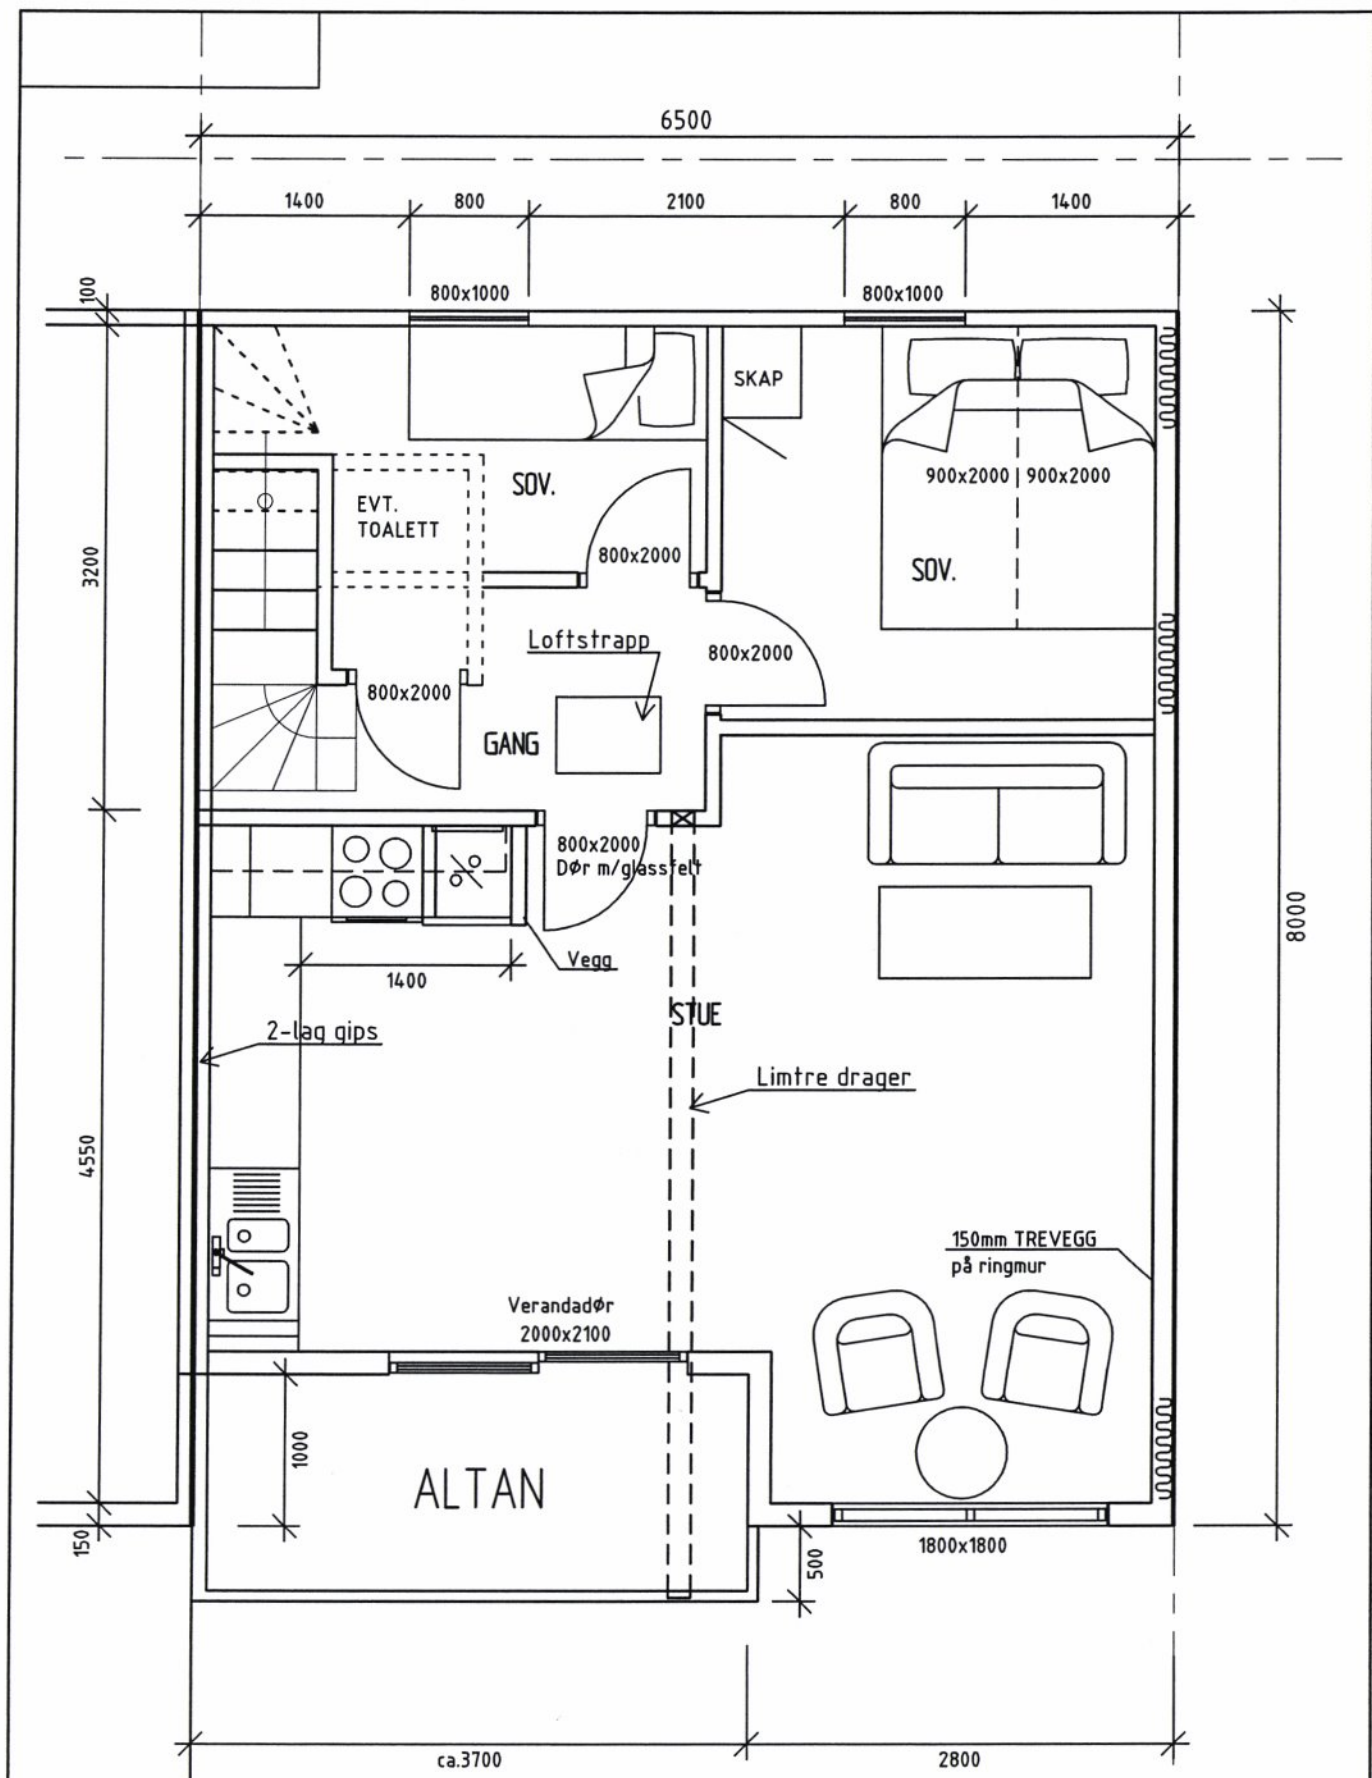 6500
1400
800
2100
800
1400
100
800x1000
800x1000
SKAP
900x2000
900x2000
SOV.
EVT.
TOALETT
800x2000
SOV.
3200
Loftstrapp
800x2000
800x2000
GANG
800x2000
DØr m/glassfelt
8000
Vegg
1400
STUE
2-lag gips
Limtre drager
4550
150mm TREVEGG
på ringmur
VerandadØr
2000x2100
1000
ALTAN
150
500
1800x1800
ca.3700
2800